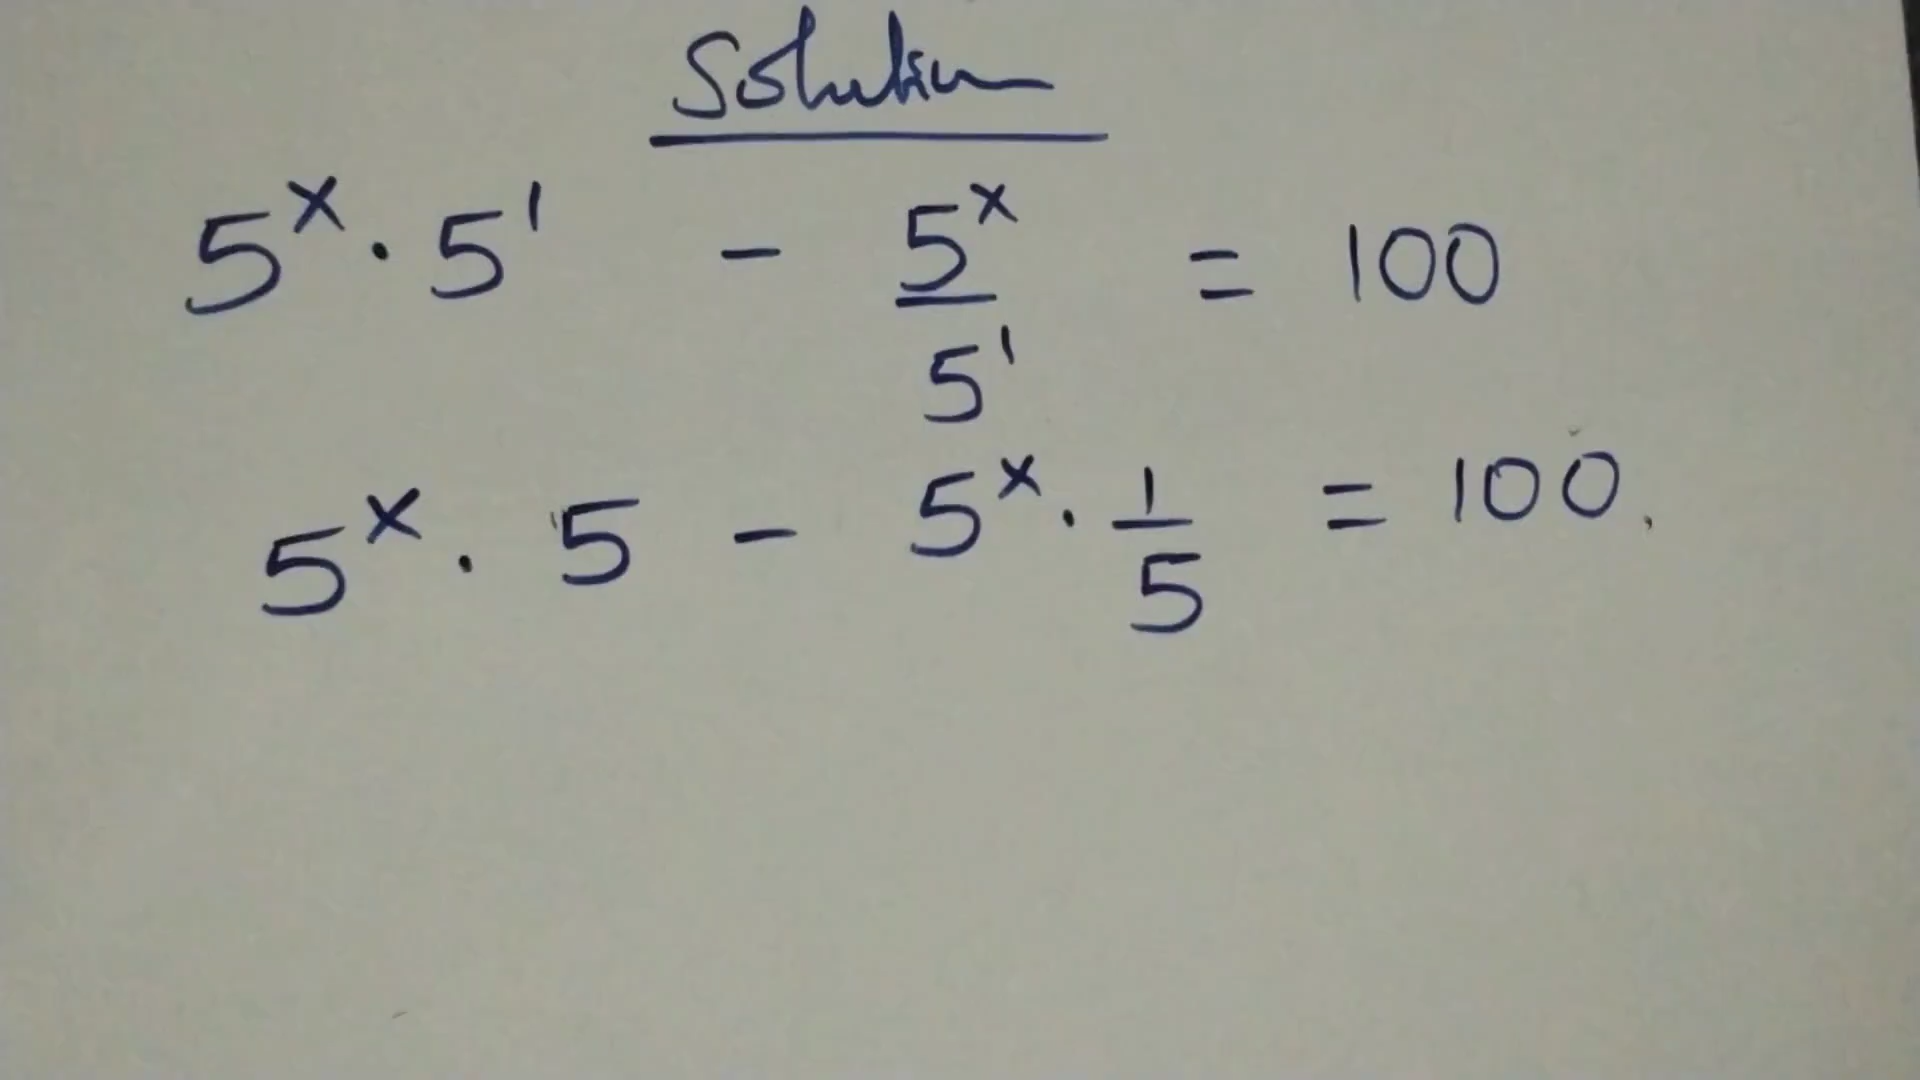 Solution
5^x · 5^1 - 5^x/5^1 = 100
5^x · 5 - 5^x · 1/5 = 100.